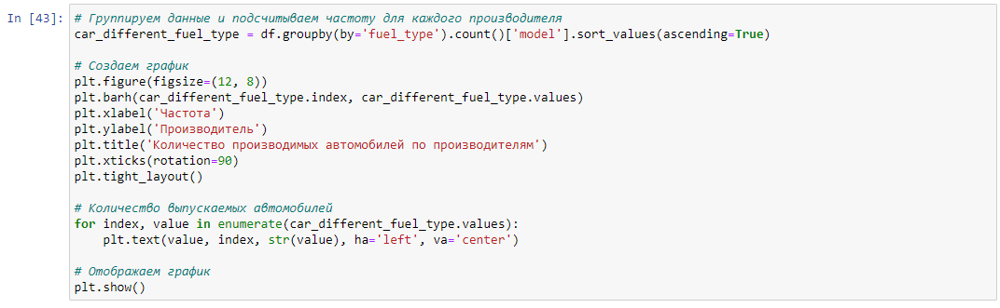 In [43]: # Группируем данные и подсчитываем частоту для каждого производителя
car_different_fuel_type = df.groupby(by='fuel_type').count()['model'].sort_values(ascending=True)
# Создаем график
plt.figure(figsize=(12, 8))
plt.barh(car_different_fuel_type.index, car_different_fuel_type.values)
plt.xlabel('Частота')
plt.ylabel('Производитель')
plt.title('Количество производимых автомобилей по производителям')
plt.xticks(rotation=90)
plt.tight_layout()
# Количество выпускаемых автомобилей
for index, value in enumerate(car_different_fuel_type.values):
    plt.text(value, index, str(value), ha='left', va='center')
# Отображаем график
plt.show()